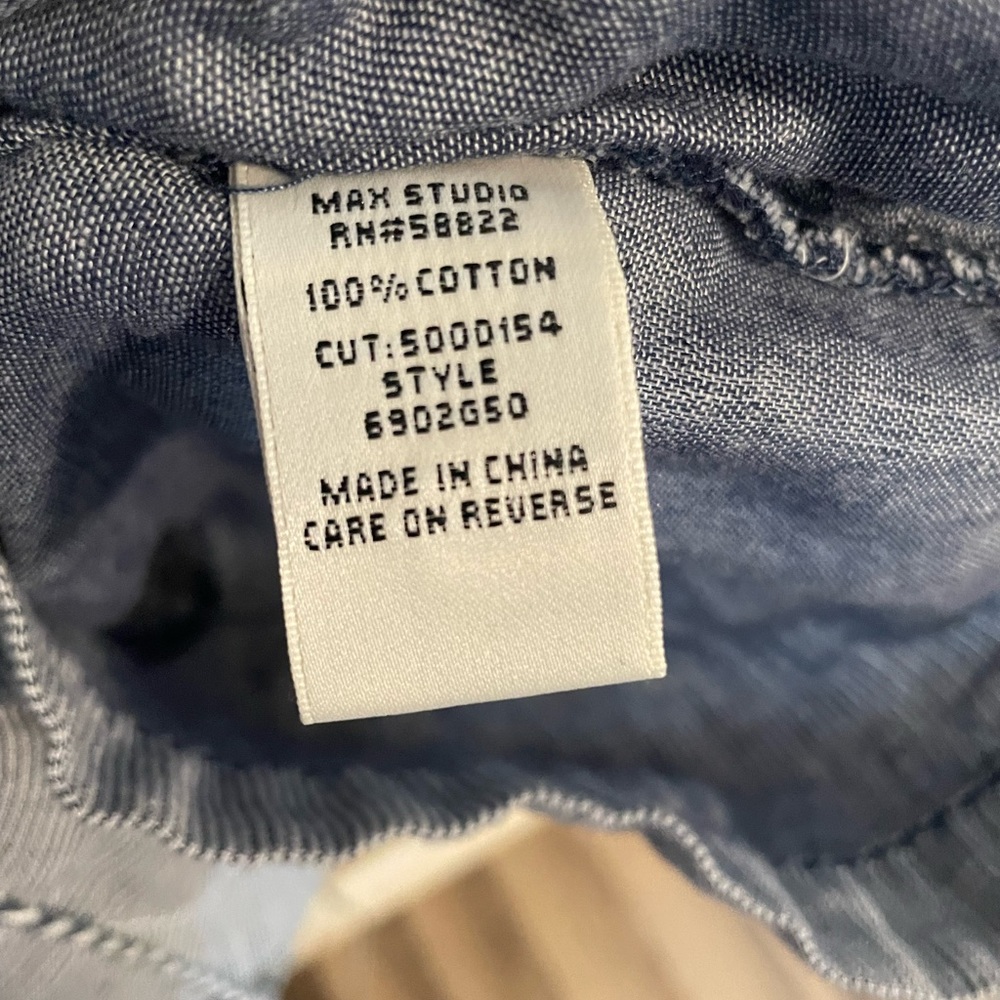 MAX STUDIO
RN#58822
100% COTTON
CUT:5000154
STYLE
6902G50
MADE IN CHINA
CARE ON REVERSE